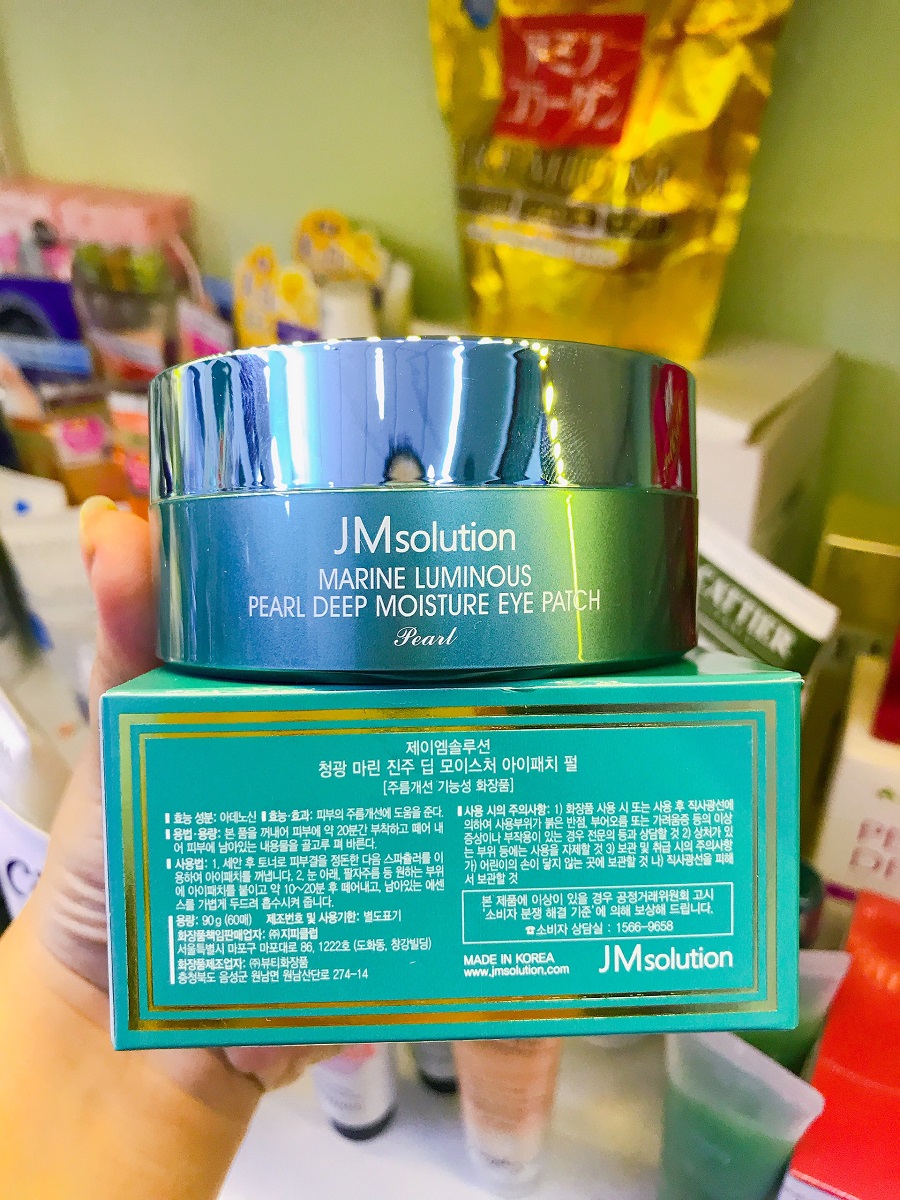 ドミノ
コラーゲン
JMsolution
MARINE LUMINOUS
PEARL DEEP MOISTURE EYE PATCH
Pearl
제이엠솔루션
청광 마린 진주 딥 모이스처 아이패치 펄
[주름개선 기능성 화장품]
효능 성분: 아데노신 효능·효과: 피부의 주름개선에 도움을 준다.
용법·용량: 본 품을 꺼내어 피부에 약 20분간 부착하고 떼어 내
어 피부에 남아있는 내용물을 골고루 펴 바른다.
사용법: 1. 세안 후 토너로 피부결을 정돈한 다음 스파츌러를 이
용하여 아이패치를 꺼냅니다. 2. 눈 아래, 팔자주름 등 원하는 부위
에 아이패치를 붙이고 약 10~20분 후 떼어내고, 남아있는 에센
스를 가볍게 두드려 흡수시켜 줍니다.
용량: 90g (60매) 제조번호 및 사용기한: 별도표기
화장품책임판매업자: ㈜지피클럽
서울특별시 마포구 마포대로 86, 1222호 (도화동, 창강빌딩)
화장품제조업자: ㈜뷰티화장품
충청북도 음성군 원남면 원남산단로 274-14
사용 시의 주의사항: 1) 화장품 사용 시 또는 사용 후 직사광선에
의하여 사용부위가 붉은 반점, 부어오름 또는 가려움증 등의 이상
증상이나 부작용이 있는 경우 전문의 등과 상담할 것 2) 상처가 있
는 부위 등에는 사용을 자제할 것 3) 보관 및 취급 시의 주의사항
가) 어린이의 손이 닿지 않는 곳에 보관할 것 나) 직사광선을 피해
서 보관할 것
본 제품에 이상이 있을 경우 공정거래위원회 고시
'소비자 분쟁 해결 기준'에 의해 보상해 드립니다.
☎소비자 상담실 : 1566-9658
MADE IN KOREA
www.jmsolution.com
JMsolution